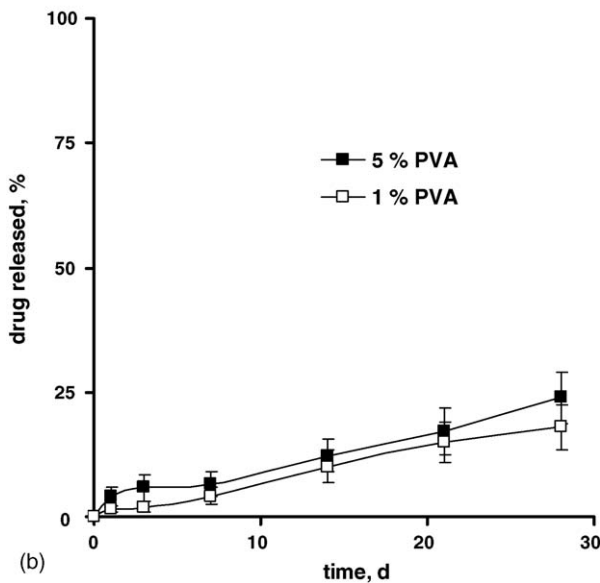 100
75
50
25
0
drug released, %
5 % PVA
1 % PVA
0 10 20 30
time, d
(b)